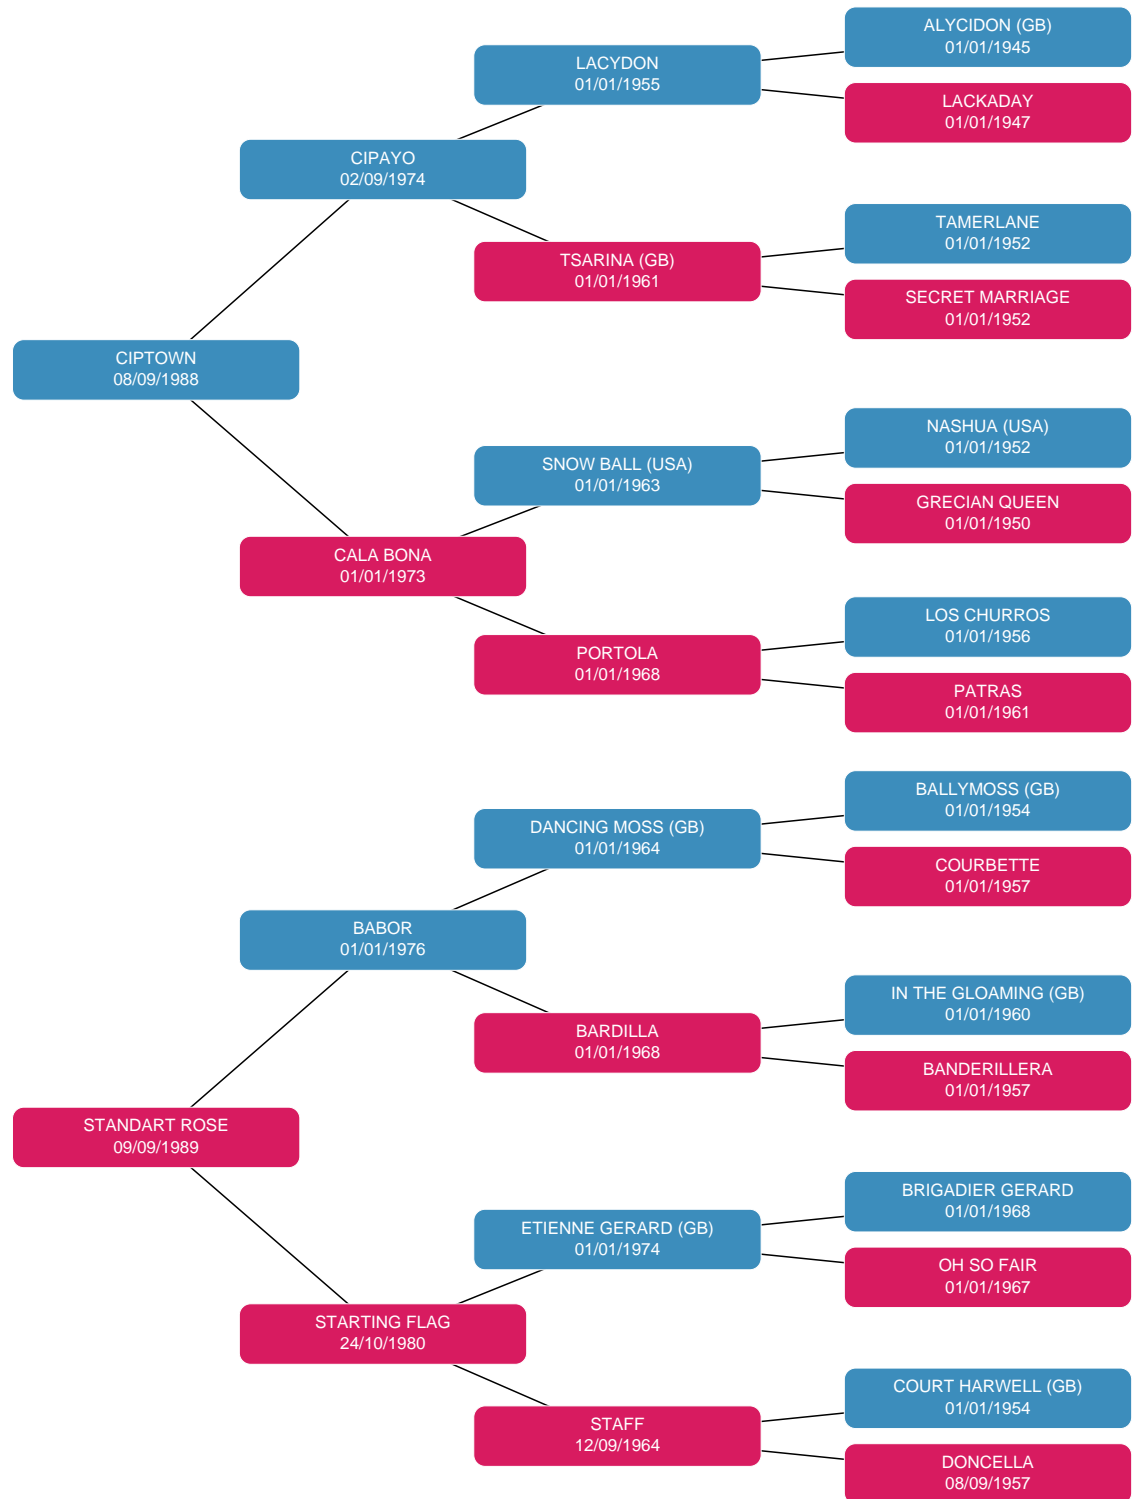 ALYCIDON (GB)
01/01/1945
LACYDON
01/01/1955
LACKADAY
01/01/1947
CIPAYO
02/09/1974
TAMERLANE
01/01/1952
TSARINA (GB)
01/01/1961
SECRET MARRIAGE
01/01/1952
CIPTOWN
08/09/1988
NASHUA (USA)
01/01/1952
SNOW BALL (USA)
01/01/1963
GRECIAN QUEEN
01/01/1950
CALA BONA
01/01/1973
LOS CHURROS
01/01/1956
PORTOLA
01/01/1968
PATRAS
01/01/1961
BALLYMOSS (GB)
01/01/1954
DANCING MOSS (GB)
01/01/1964
COURBETTE
01/01/1957
BABOR
01/01/1976
IN THE GLOAMING (GB)
01/01/1960
BARDILLA
01/01/1968
BANDERILLERA
01/01/1957
STANDART ROSE
09/09/1989
BRIGADIER GERARD
01/01/1968
ETIENNE GERARD (GB)
01/01/1974
OH SO FAIR
01/01/1967
STARTING FLAG
24/10/1980
COURT HARWELL (GB)
01/01/1954
STAFF
12/09/1964
DONCELLA
08/09/1957